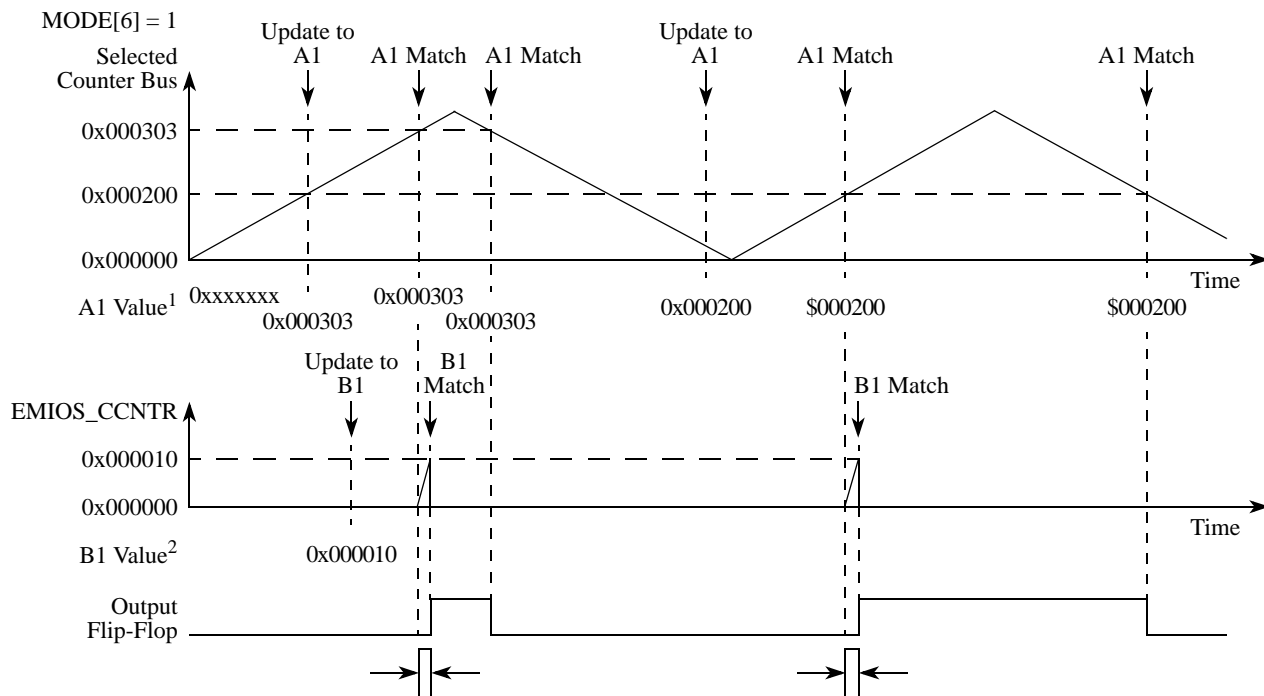 MODE[6] = 1
Selected
Counter Bus
Update to
A1
A1 Match
A1 Match
Update to
A1
A1 Match
A1 Match
0x000303
0x000200
0x000000
Time
A1 Value1
0xxxxxxx
0x000303
0x000303
0x000303
0x000200
$000200
$000200
Update to
B1
B1
Match
B1 Match
EMIOS_CCNTR
0x000010
0x000000
Time
B1 Value2
0x000010
Output
Flip-Flop